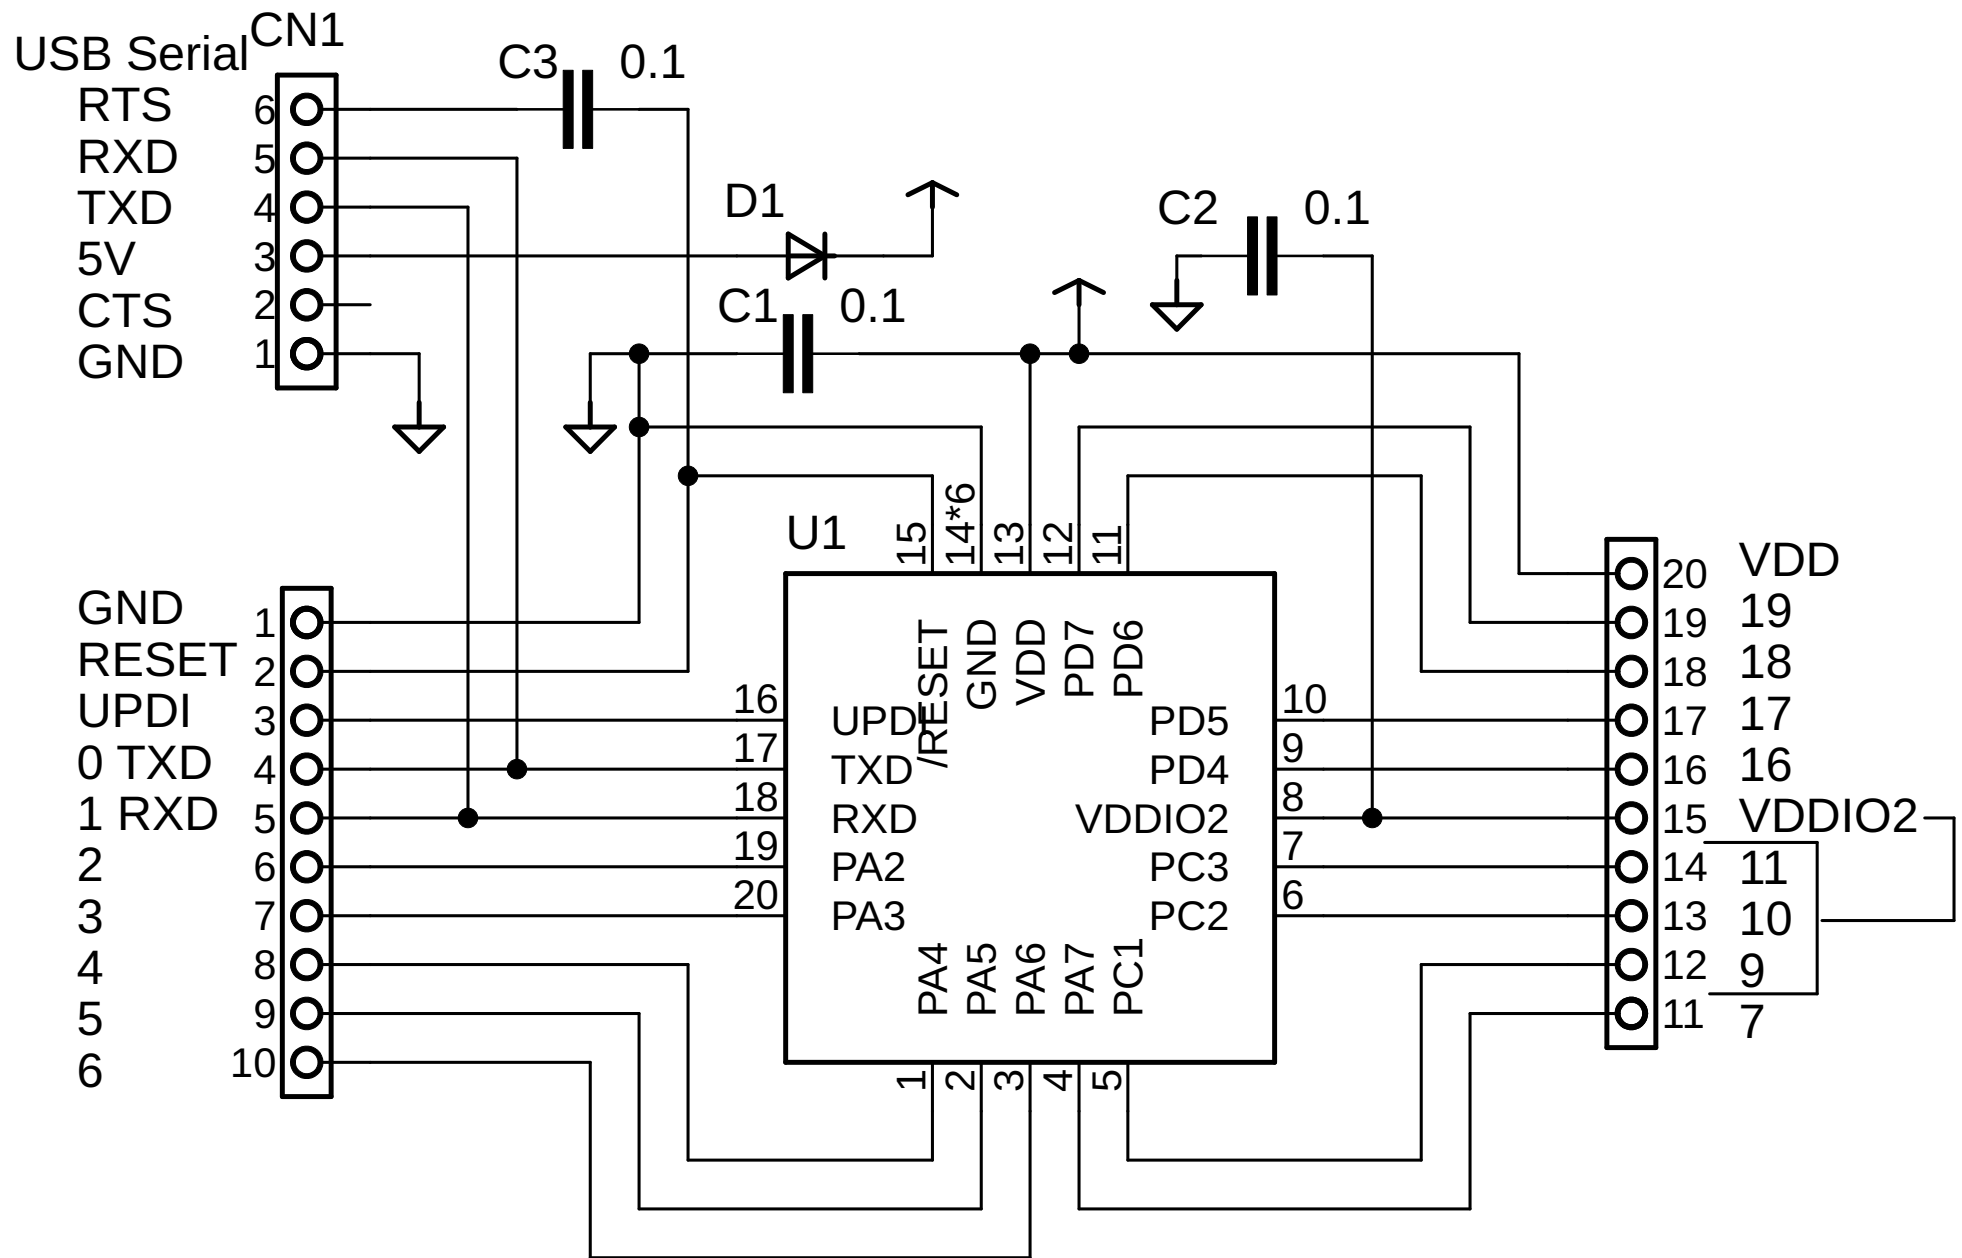 CN1
USB Serial
C3 0.1
RTS 6
RXD 5
TXD 4
5V 3
CTS 2
GND 1
D1
C2 0.1
C1 0.1
U1
15
14*6
13
12
11
GND 1
RESET 2
UPDI 3
0 TXD 4
1 RXD 5
2 6
3 7
4 8
5 9
6 10
16
17
18
19
20
/RESET
GND
VDD
PD7
PD6
UPDI
TXD
RXD
PA2
PA3
PD5
PD4
VDDIO2
PC3
PC2
PA4
PA5
PA6
PA7
PC1
10
9
8
7
6
1
2
3
4
5
20 VDD
19 19
18 18
17 17
16 16
15 VDDIO2
14 11
13 10
12 9
11 7